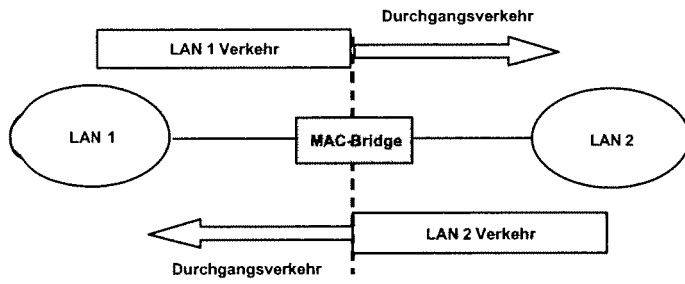 Durchgangsverkehr
LAN 1 Verkehr
LAN 1
MAC-Bridge
LAN 2
LAN 2 Verkehr
Durchgangsverkehr